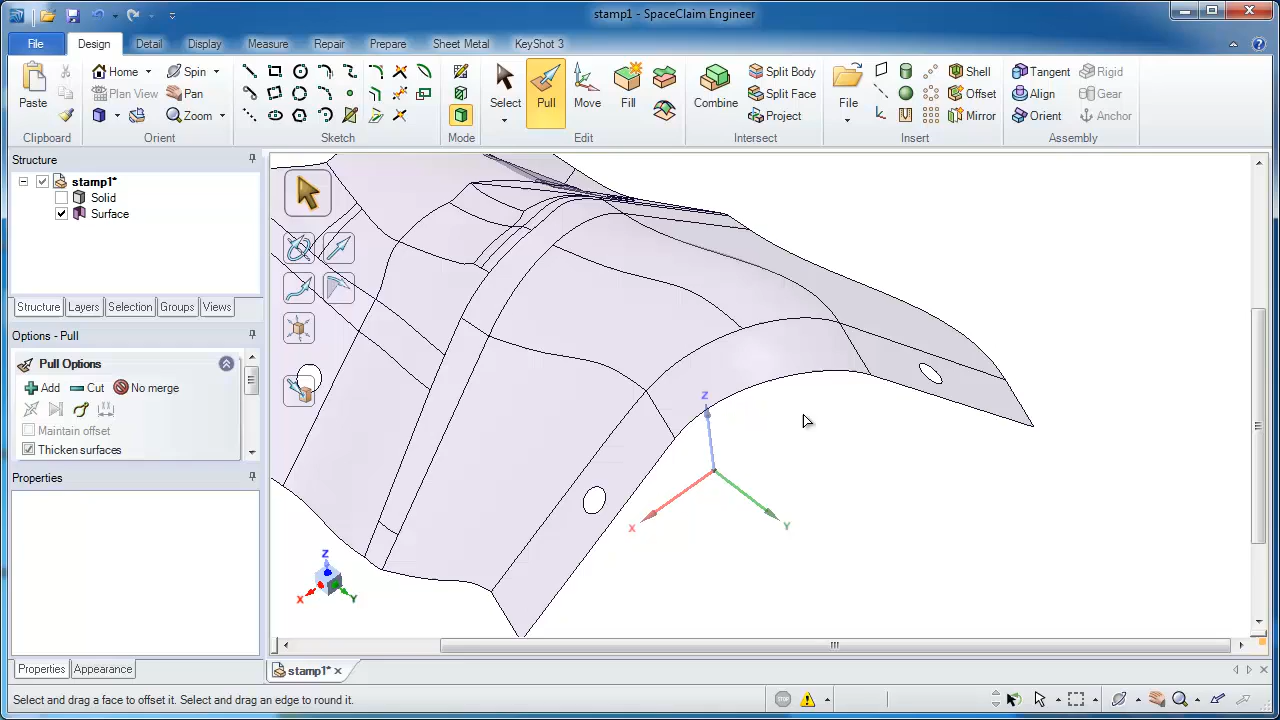 stamp1 - SpaceClaim Engineer
File Design Detail Display Measure Repair Prepare Sheet Metal KeyShot 3
Paste
Clipboard
Home Spin
Plan View Pan
Zoom
Orient
Sketch
Mode
Select Pull Move Fill
Edit
Combine
Split Body
Split Face
Project
Intersect
File
Shell
Offset
Mirror
Insert
Tangent Rigid
Align Gear
Orient Anchor
Assembly
Structure
stamp1*
Solid
Surface
Structure Layers Selection Groups Views
Options - Pull
Pull Options
Add Cut No merge
Maintain offset
Thicken surfaces
Properties
Properties Appearance
Z
X
Y
Z
X
Y
stamp1*
Select and drag a face to offset it. Select and drag an edge to round it.